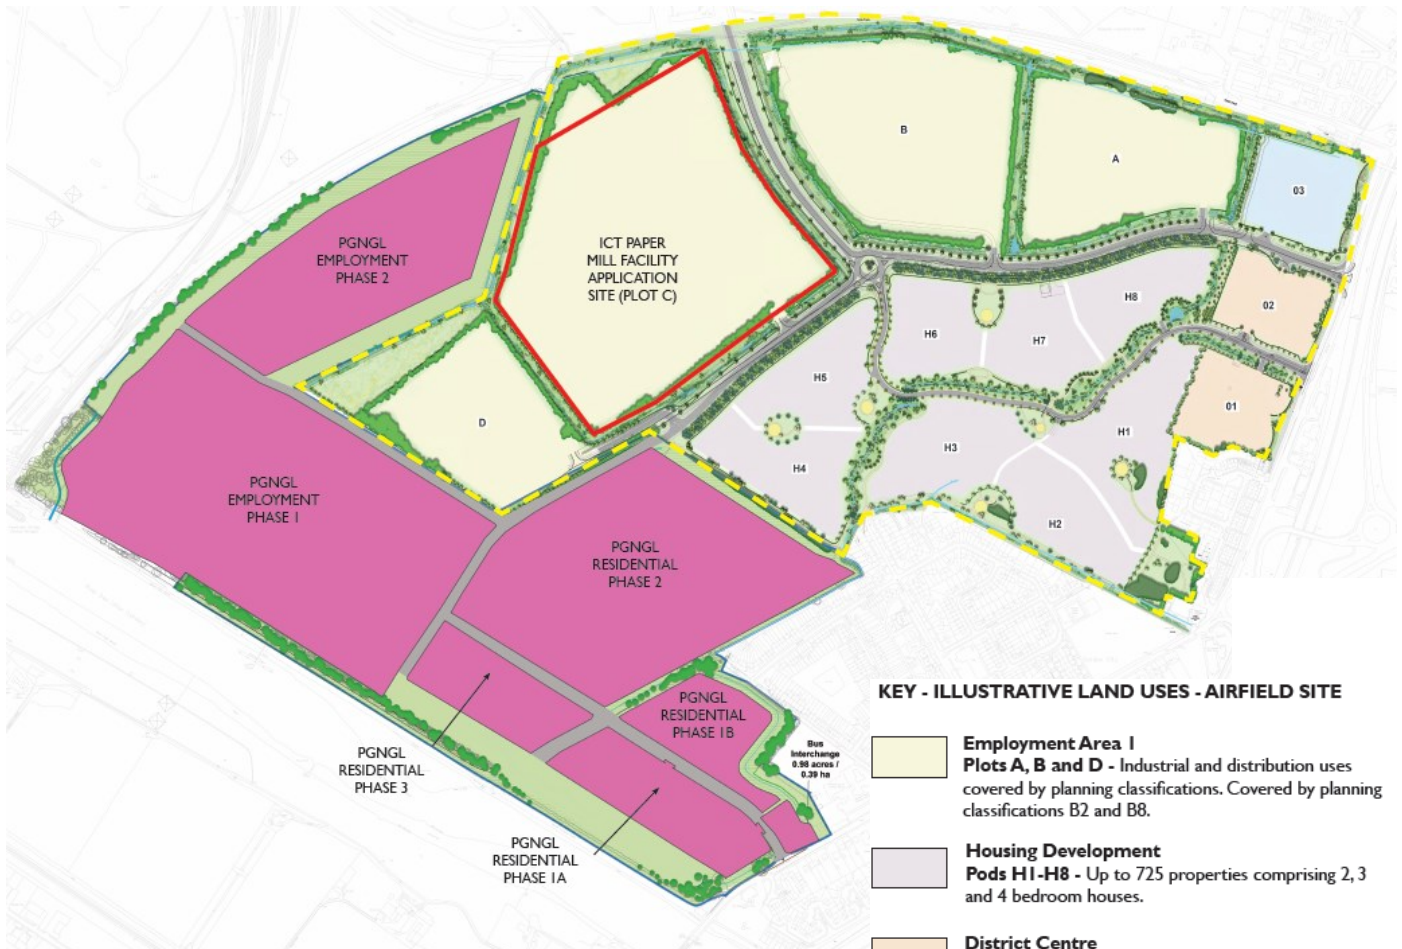 B
A
03
PGNGL
EMPLOYMENT
PHASE 2
ICT PAPER
MILL FACILITY
APPLICATION
SITE (PLOT C)
H8
02
H6
H7
H5
01
D
H3
H1
H4
PGNGL
EMPLOYMENT
PHASE 1
H2
PGNGL
RESIDENTIAL
PHASE 2
KEY - ILLUSTRATIVE LAND USES - AIRFIELD SITE
PGNGL
RESIDENTIAL
PHASE 1B
Bus
Interchange
0.98 acres /
0.39 ha
PGNGL
RESIDENTIAL
PHASE 3
PGNGL
RESIDENTIAL
PHASE 1A
Employment Area 1
Plots A, B and D - Industrial and distribution uses
covered by planning classifications. Covered by planning
classifications B2 and B8.
Housing Development
Pods H1-H8 - Up to 725 properties comprising 2, 3
and 4 bedroom houses.
District Centre